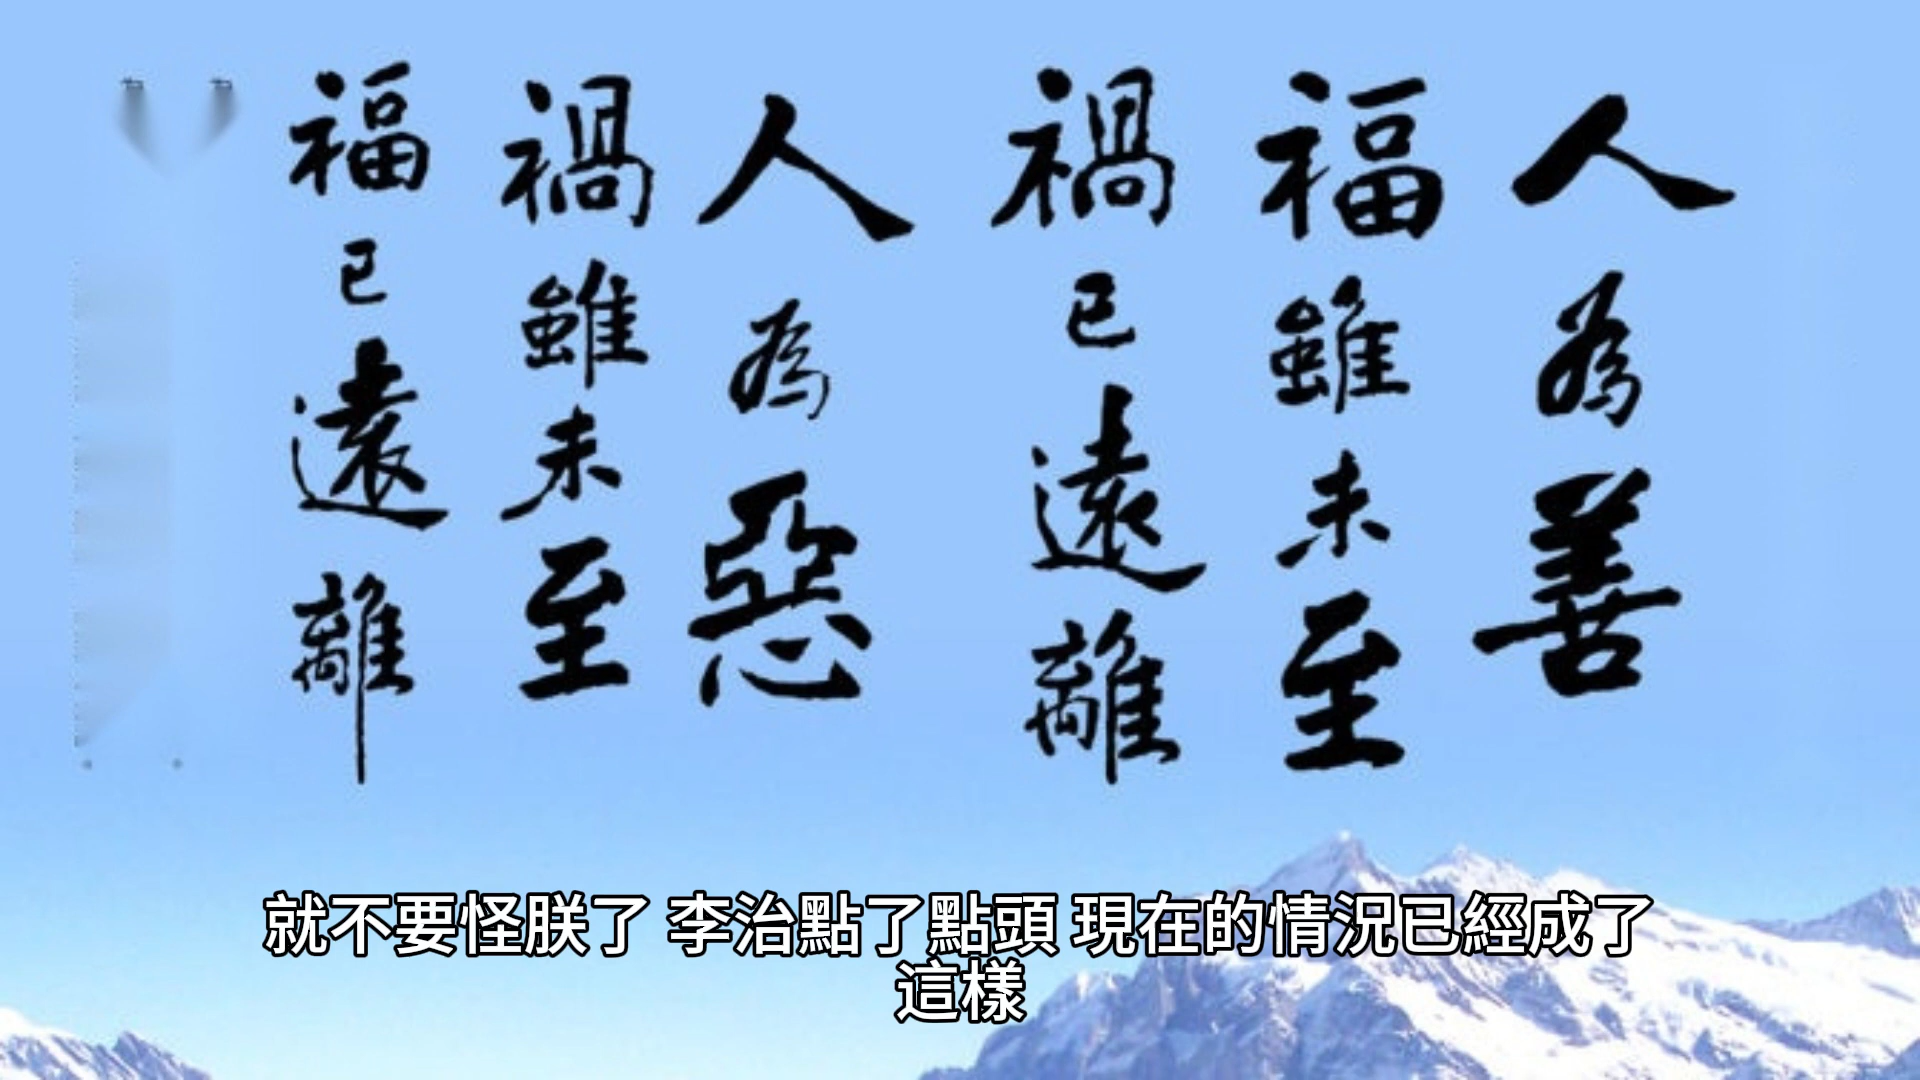 人為善
福雖未至
禍已遠離
人為惡
禍雖未至
福已遠離
就不要怪朕了 李治點了點頭 現在的情況已經成了
這樣